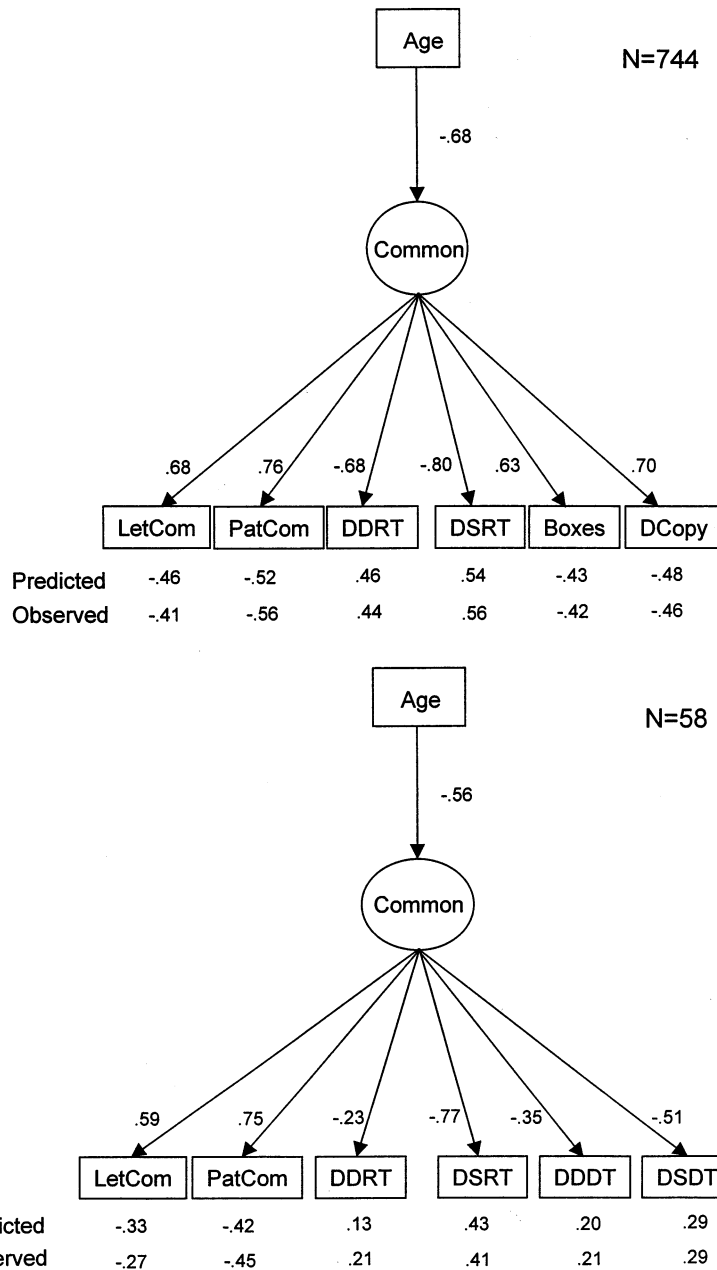 Age
N=744
-.68
Common
.68 .76 -.68 -.80 .63 .70
LetCom PatCom DDRT DSRT Boxes DCopy
Predicted -.46 -.52 .46 .54 -.43 -.48
Observed -.41 -.56 .44 .56 -.42 -.46
Age
N=58
-.56
Common
.59 .75 -.23 -.77 -.35 -.51
LetCom PatCom DDRT DSRT DDDT DSDT
icted -.33 -.42 .13 .43 .20 .29
erved -.27 -.45 .21 .41 .21 .29